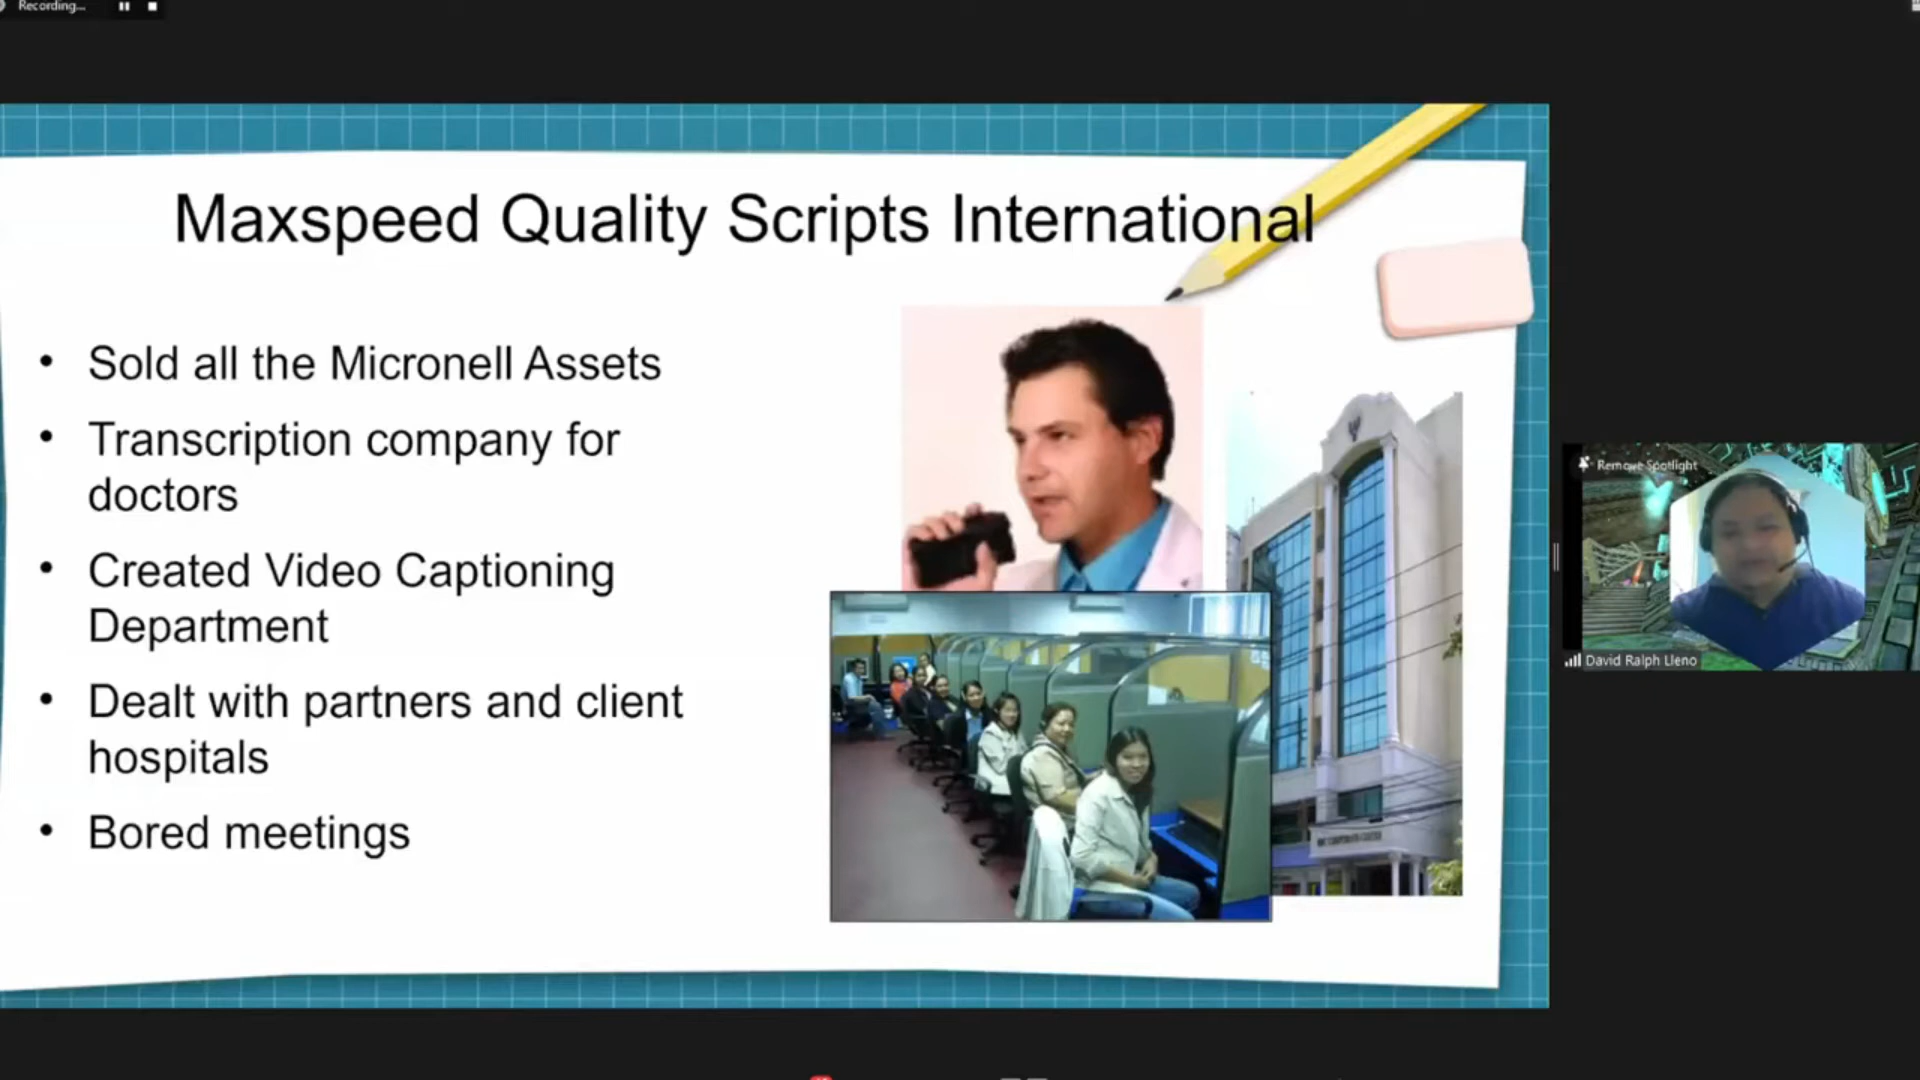 Recording...
Maxspeed Quality Scripts International
• Sold all the Micronell Assets
• Transcription company for
doctors
• Created Video Captioning
Department
• Dealt with partners and client
hospitals
• Bored meetings
Remove Spotlight
David Ralph Lleno